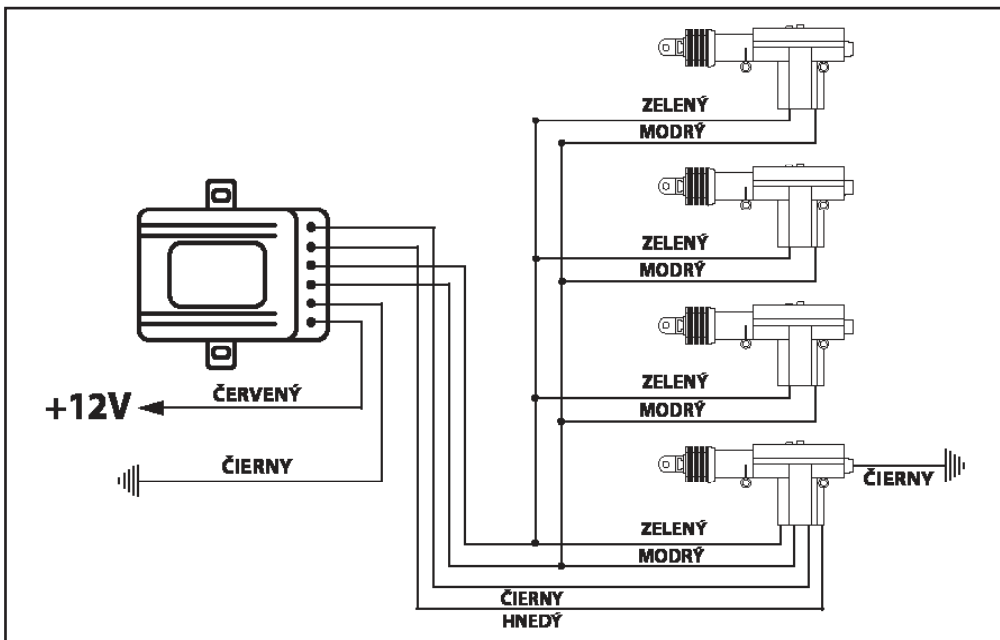 ZELENÝ
MODRÝ
ZELENÝ
MODRÝ
ZELENÝ
MODRÝ
ČERVENÝ
+12V
ČIERNY
ČIERNY
ZELENÝ
MODRÝ
ČIERNY
HNEDÝ